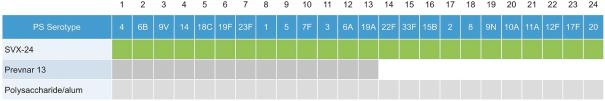 1 2 3 4 5 6 7 8 9 10 11 12 13 14 15 16 17 18 19 20 21 22 23 24
PS Serotype 4 6B 9V 14 18C 19F 23F 1 5 7F 3 6A 19A 22F 33F 15B 2 8 9N 10A 11A 12F 17F 20
SVX-24
Prevnar 13
Polysaccharide/alum